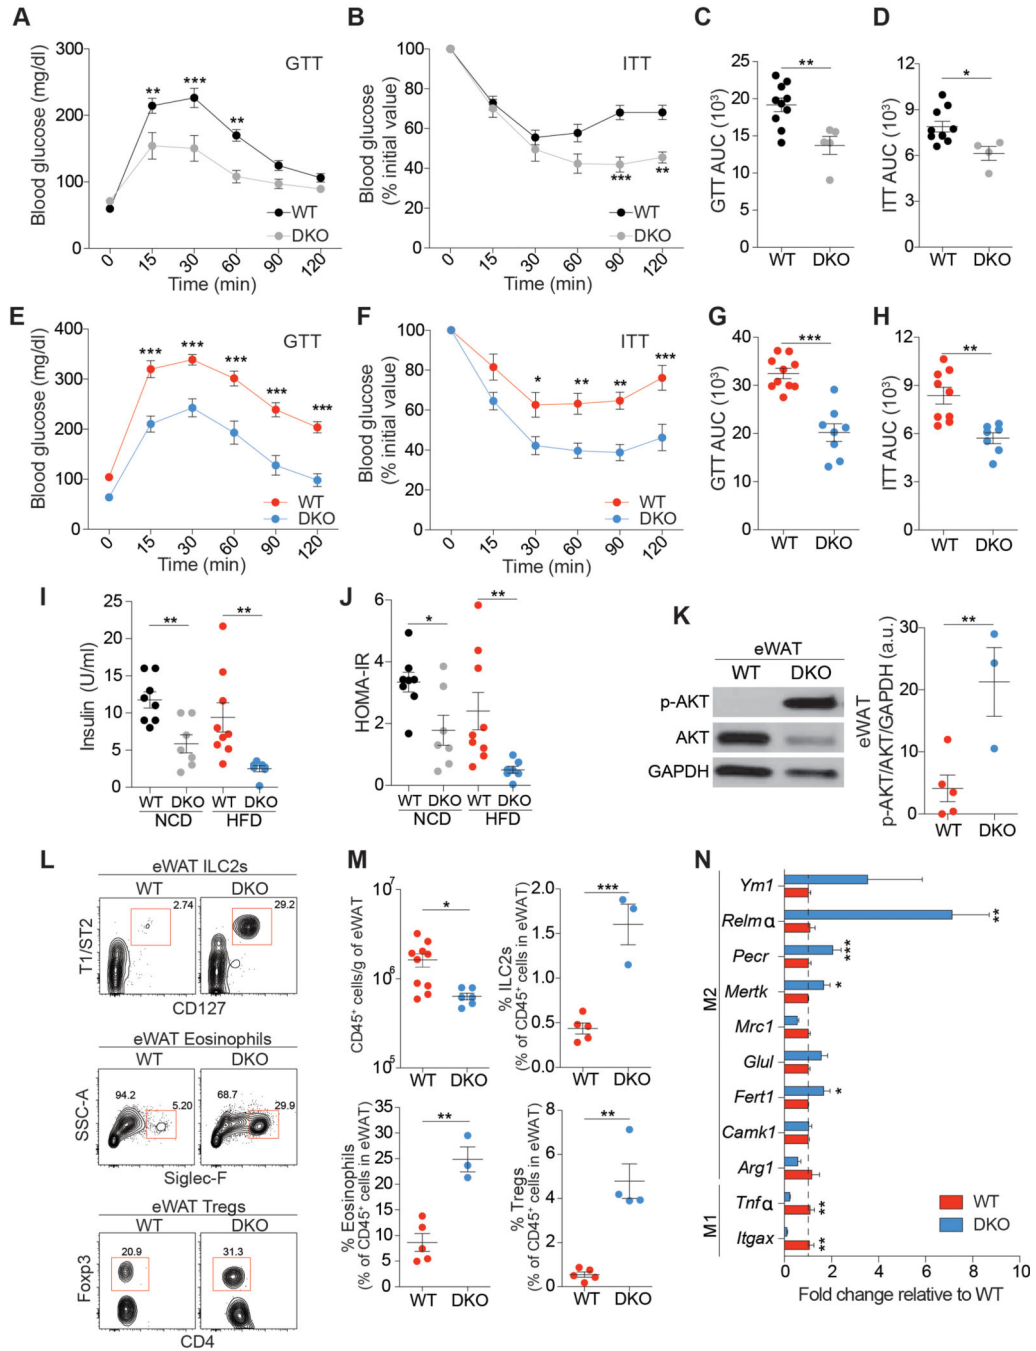 A
GTT
Blood glucose (mg/dl)
300
200
100
0
** *** **
WT
DKO
0 15 30 60 90 120
Time (min)
B
ITT
Blood glucose
(% initial value)
100
80
60
40
20
0
*** **
WT
DKO
0 15 30 60 90 120
Time (min)
C
GTT AUC (10³)
25
20
15
10
5
0
**
WT DKO
D
ITT AUC (10³)
12
9
6
3
0
*
WT DKO
E
GTT
Blood glucose (mg/dl)
400
300
200
100
0
*** *** *** *** ***
WT
DKO
0 15 30 60 90 120
Time (min)
F
ITT
Blood glucose
(% initial value)
100
80
60
40
20
0
* ** ** ***
WT
DKO
0 15 30 60 90 120
Time (min)
G
GTT AUC (10³)
40
30
20
10
0
***
WT DKO
H
ITT AUC (10³)
12
9
6
3
0
**
WT DKO
I
Insulin (U/ml)
25
20
15
10
5
0
** **
WT DKO WT DKO
NCD HFD
J
HOMA-IR
6
4
2
0
* **
WT DKO WT DKO
NCD HFD
K
eWAT
WT DKO
p-AKT
AKT
GAPDH
eWAT
p-AKT/AKT/GAPDH (a.u.)
30
20
10
0
**
WT DKO
L
eWAT ILC2s
WT DKO
2.74 29.2
T1/ST2
CD127
eWAT Eosinophils
WT DKO
94.2 5.20 68.7 29.9
SSC-A
Siglec-F
eWAT Tregs
WT DKO
20.9 31.3
Foxp3
CD4
M
CD45⁺ cells/g of eWAT
10⁷
10⁶
10⁵
*
WT DKO
% ILC2s
(% of CD45⁺ cells in eWAT)
2.0
1.5
1.0
0.5
0.0
***
WT DKO
% Eosinophils
(% of CD45⁺ cells in eWAT)
35
30
25
20
15
10
5
0
**
WT DKO
% Tregs
(% of CD45⁺ cells in eWAT)
8
6
4
2
0
**
WT DKO
N
M2
Ym1
Relmα **
Pecr ***
Mertk *
Mrc1
Glul
Fert1 *
Camk1
Arg1
M1
Tnfα **
Itgax **
WT
DKO
0 2 4 6 8 10
Fold change relative to WT